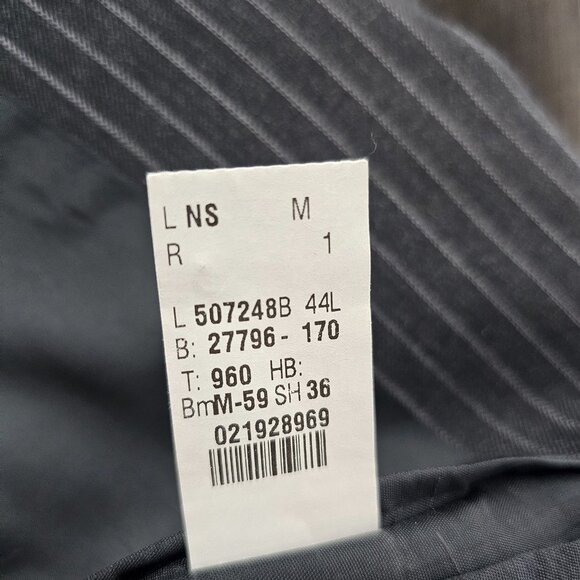 L NS M
R 1
L 507248B 44L
B: 27796- 170
T: 960 HB:
BmM-59 SH 36
021928969